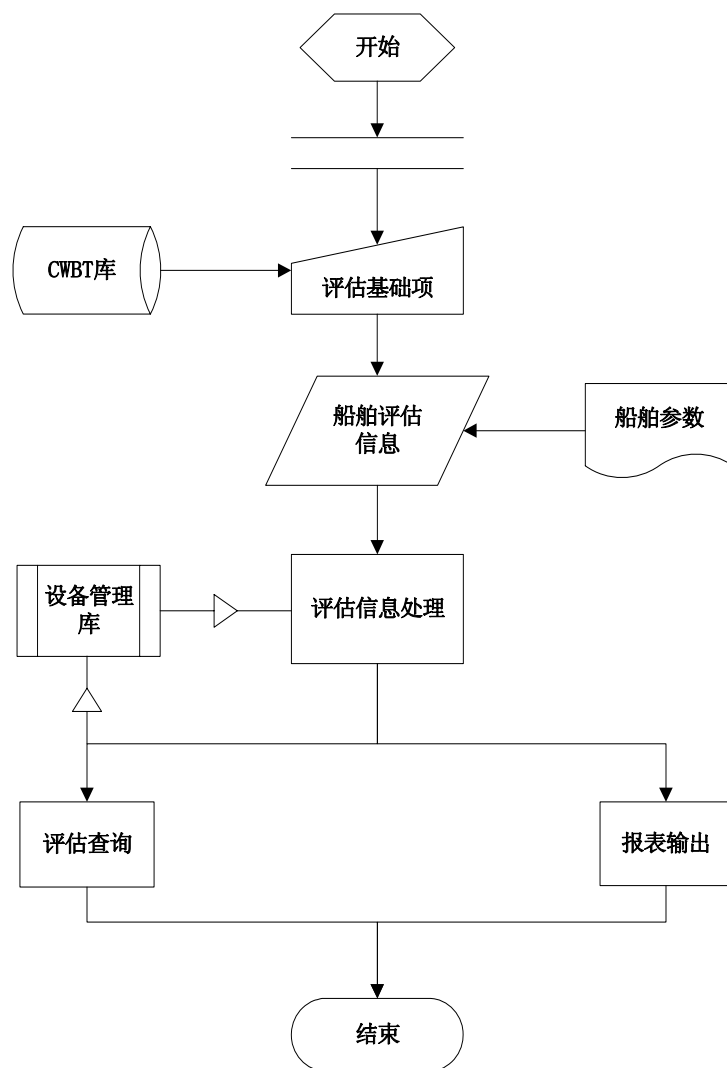 开始
CWBT库
评估基础项
船舶评估
信息
船舶参数
设备管理
库
评估信息处理
评估查询
报表输出
结束